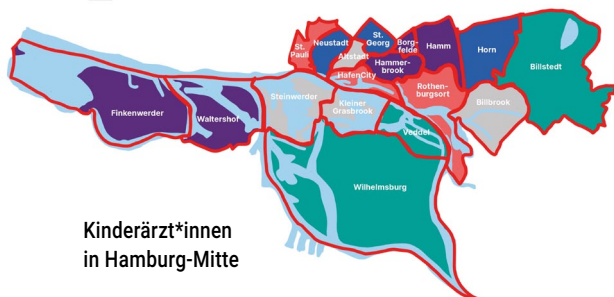 St.
Pauli
Neustadt
St.
Georg
Altstadt
Borg-
felde
Hamm
Horn
Billstedt
Hammer-
brook
HafenCity
Rothen-
burgsort
Billbrook
Finkenwerder
Waltershof
Steinwerder
Kleiner
Grasbrook
Veddel
Wilhelmsburg
Kinderärzt*innen
in Hamburg-Mitte